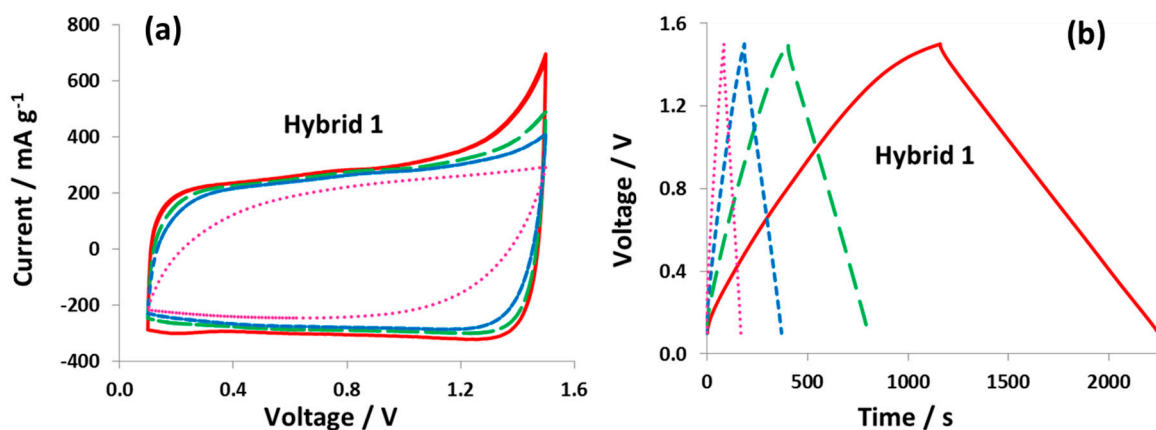 (a)
Hybrid 1
Current / mA g⁻¹
800
600
400
200
0
-200
-400
0.0 0.4 0.8 1.2 1.6
Voltage / V
(b)
Hybrid 1
Voltage / V
1.6
1.2
0.8
0.4
0.0
0 500 1000 1500 2000
Time / s